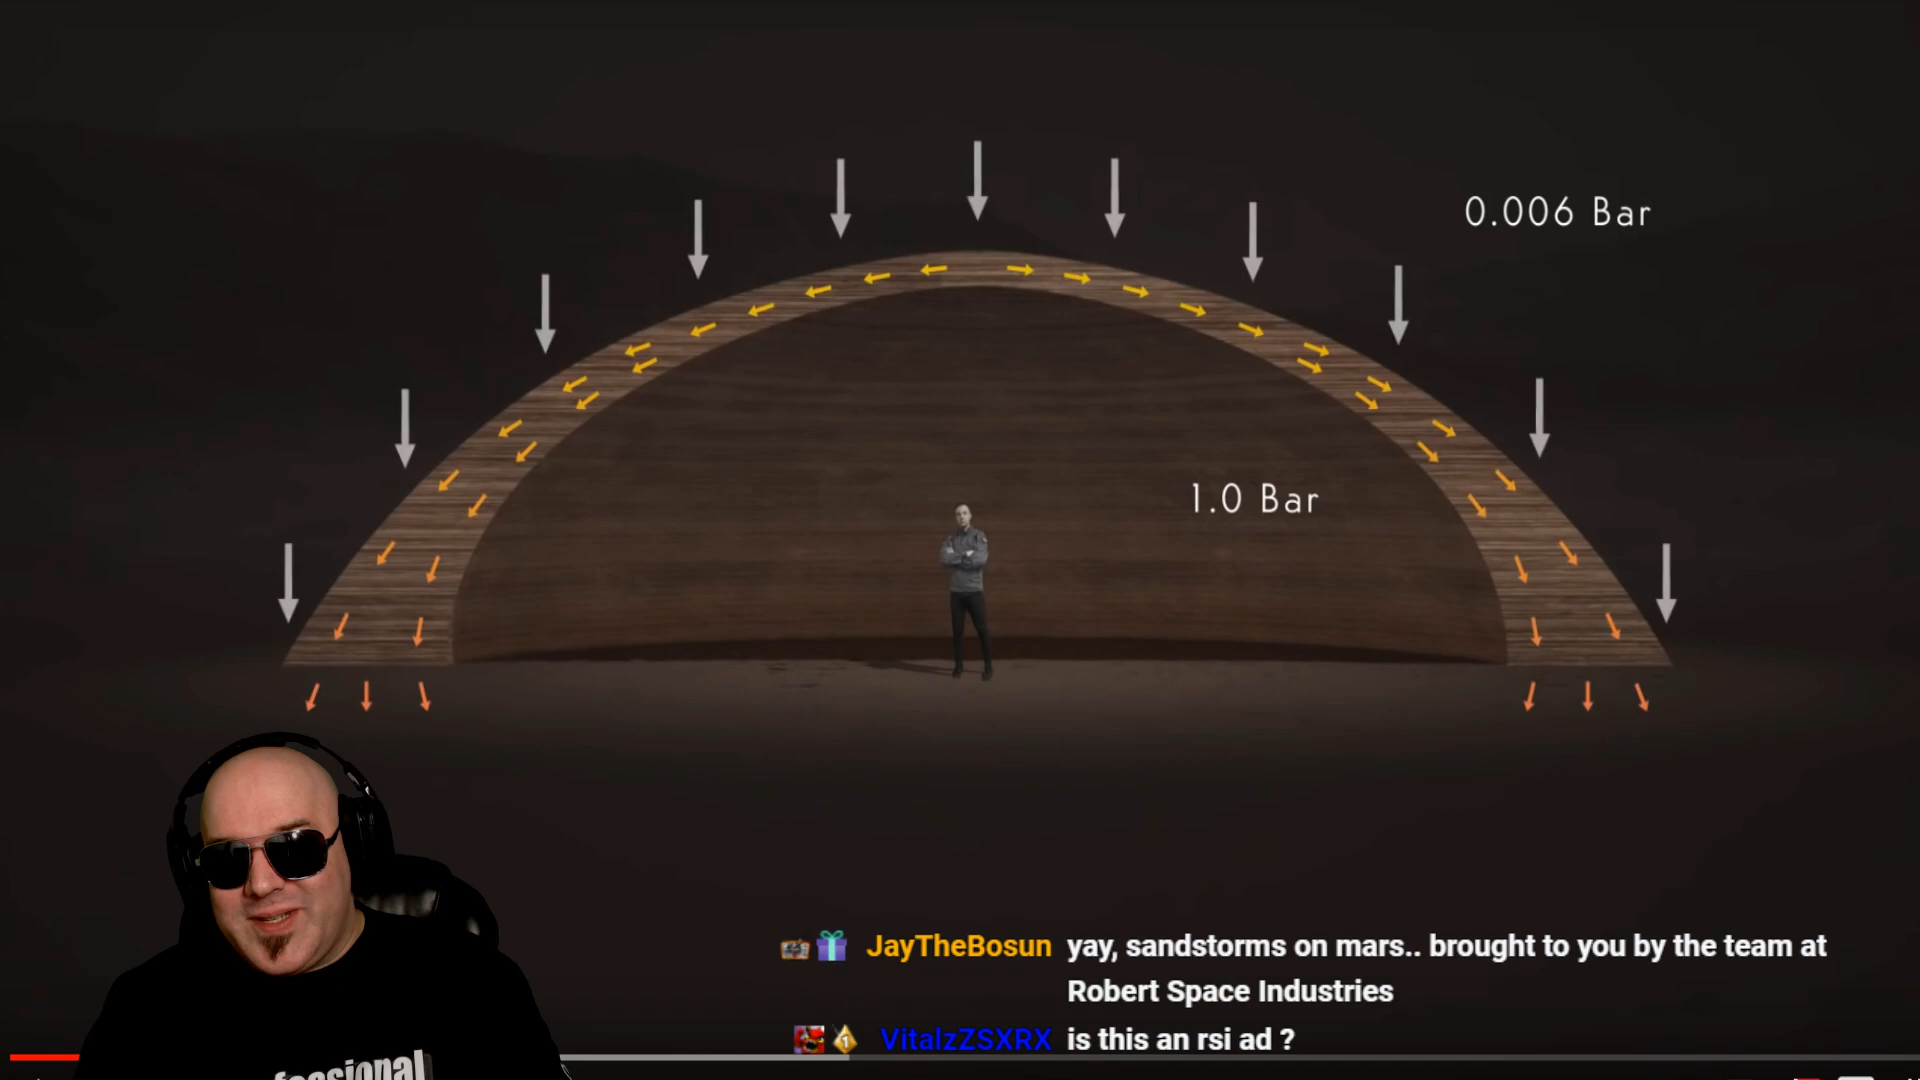 0.006 Bar
1.0 Bar
JayTheBosun yay, sandstorms on mars.. brought to you by the team at
Robert Space Industries
1 VitalzZSXRX is this an rsi ad ?